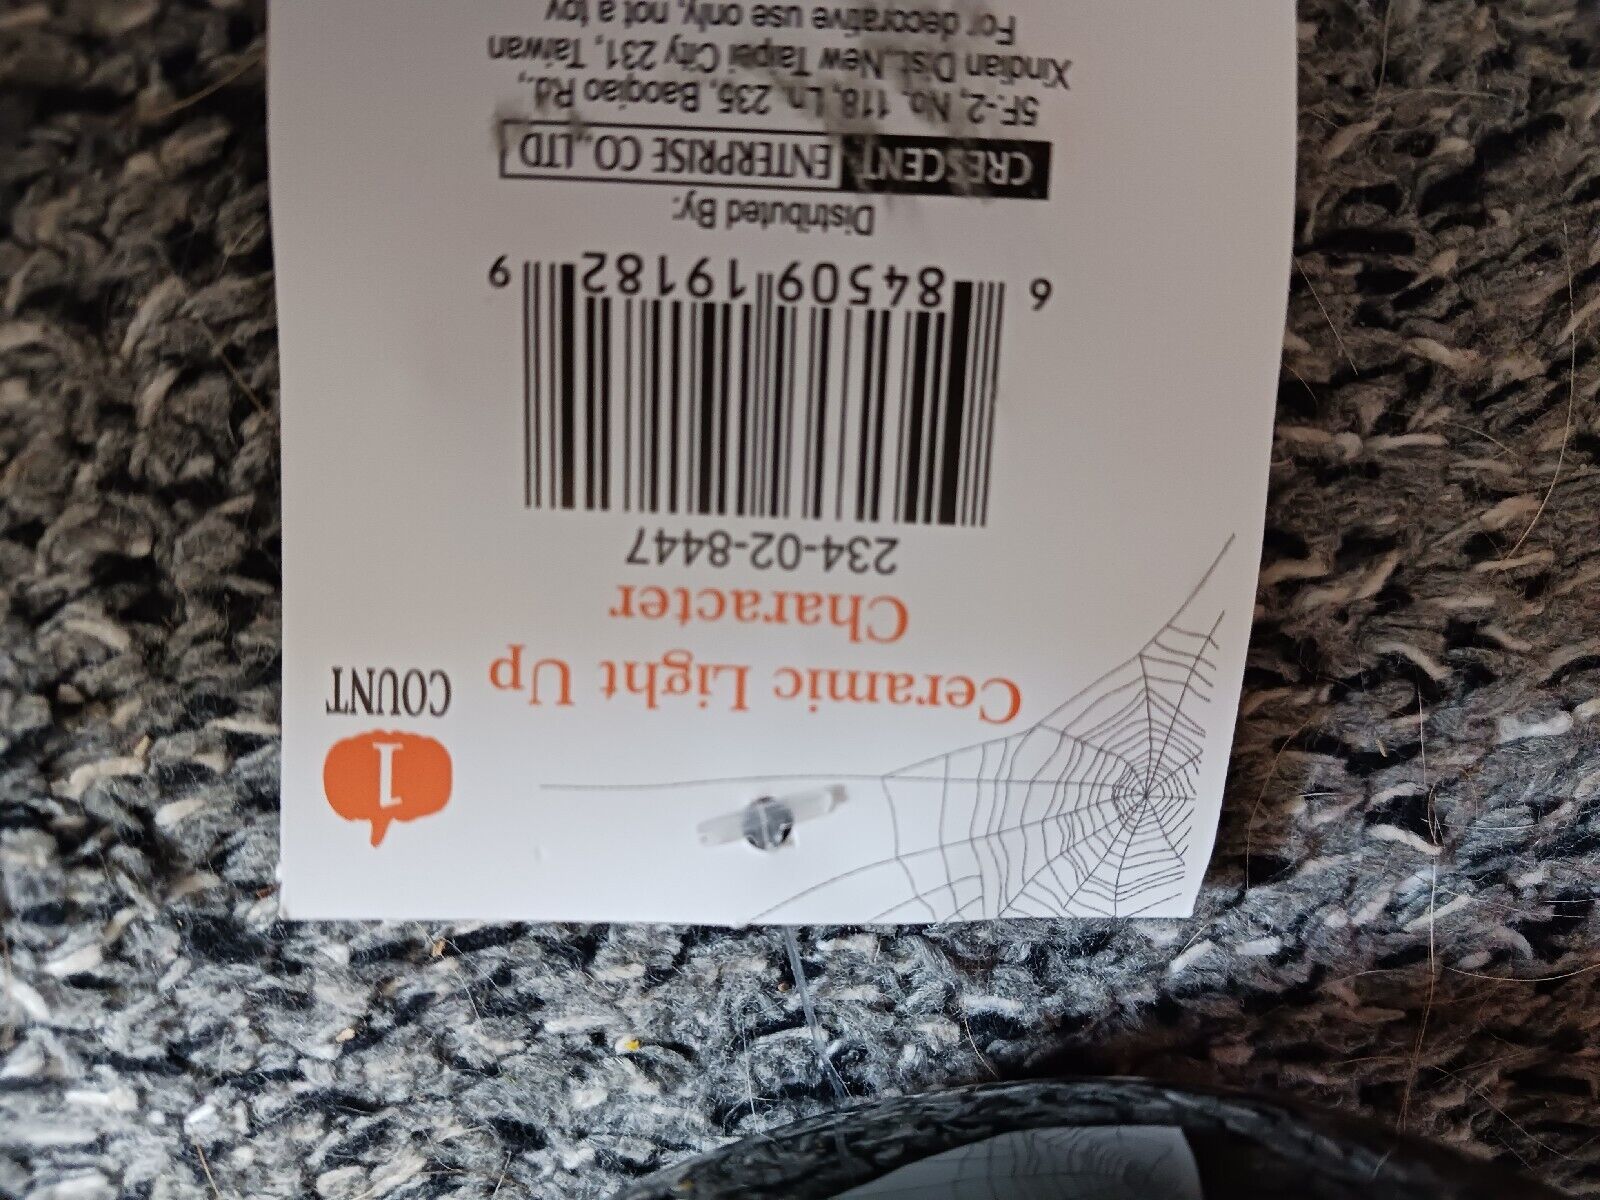 1
COUNT
Ceramic Light Up
Character
234-02-8447
6 84509 19182 9
Distributed By:
CRESCENT ENTERPRISE CO., LTD
5F.-2, No. 118, Ln. 235, Baoqiao Rd.,
Xindian Dist., New Taipei City 231, Taiwan
For decorative use only, not a toy